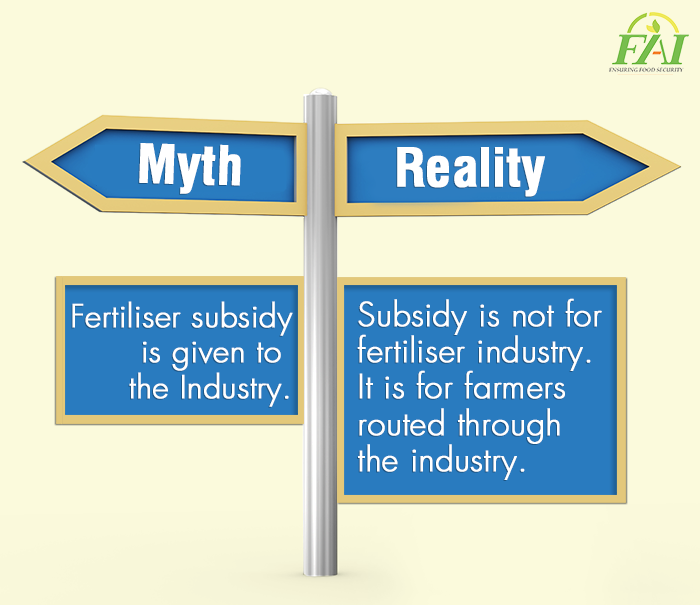 FAI
ENSURING FOOD SECURITY
Myth
Reality
Fertiliser subsidy
is given to
the Industry.
Subsidy is not for
fertiliser industry.
It is for farmers
routed through
the industry.